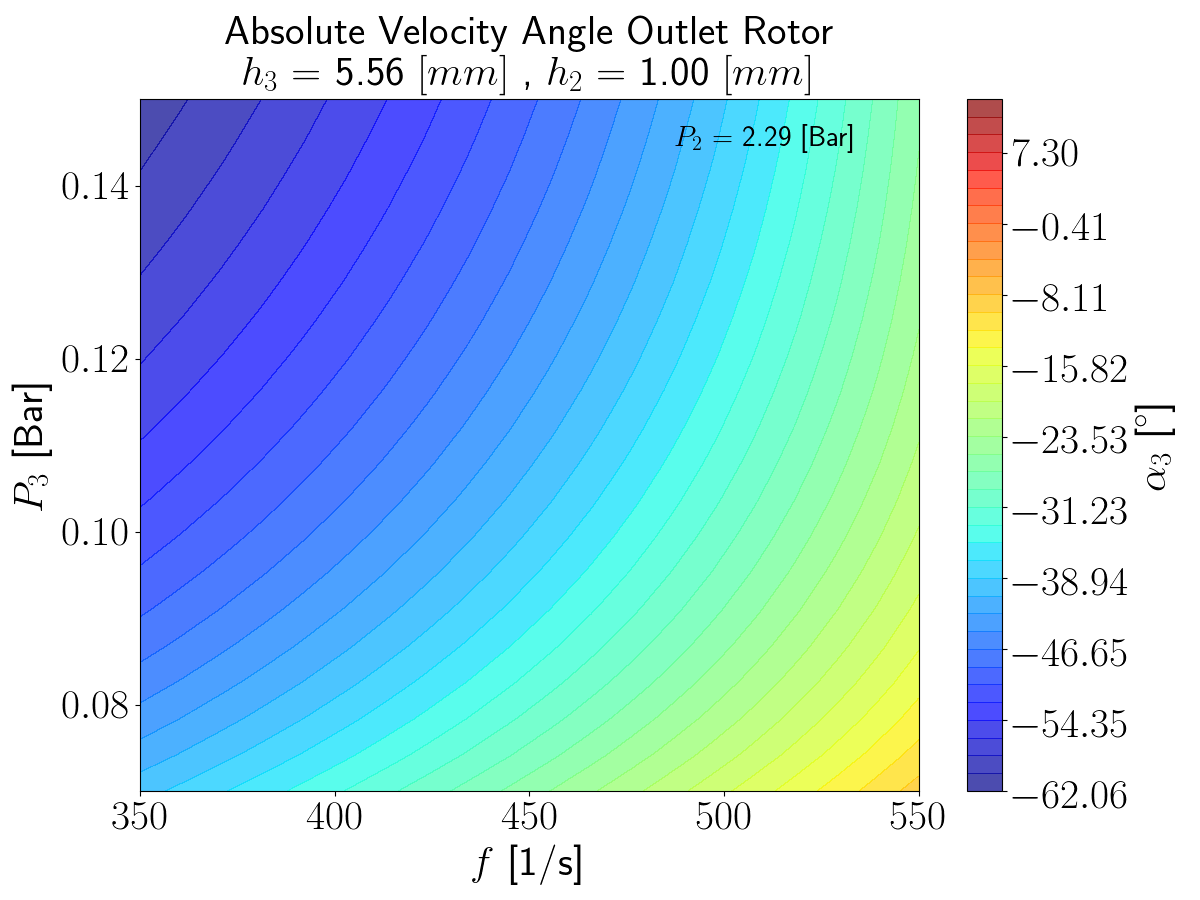 Absolute Velocity Angle Outlet Rotor
h₃ = 5.56 [mm] , h₂ = 1.00 [mm]
P₂ = 2.29 [Bar]
0.14
0.12
0.10
0.08
P₃ [Bar]
350 400 450 500 550
f [1/s]
7.30
−0.41
−8.11
−15.82
−23.53
−31.23
−38.94
−46.65
−54.35
−62.06
α₃ [°]